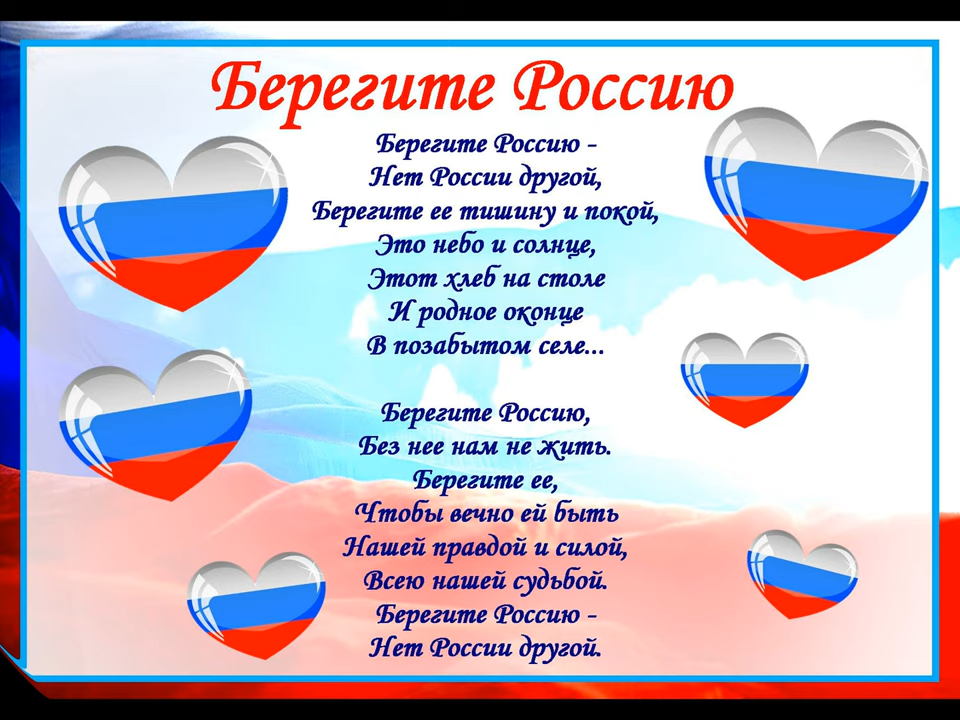 Берегите Россию
Берегите Россию -
Нет России другой,
Берегите ее тишину и покой,
Это небо и солнце,
Этот хлеб на столе
И родное оконце
В позабытом селе...
Берегите Россию,
Без нее нам не жить.
Берегите ее,
Чтобы вечно ей быть
Нашей правдой и силой,
Всею нашей судьбой.
Берегите Россию -
Нет России другой.